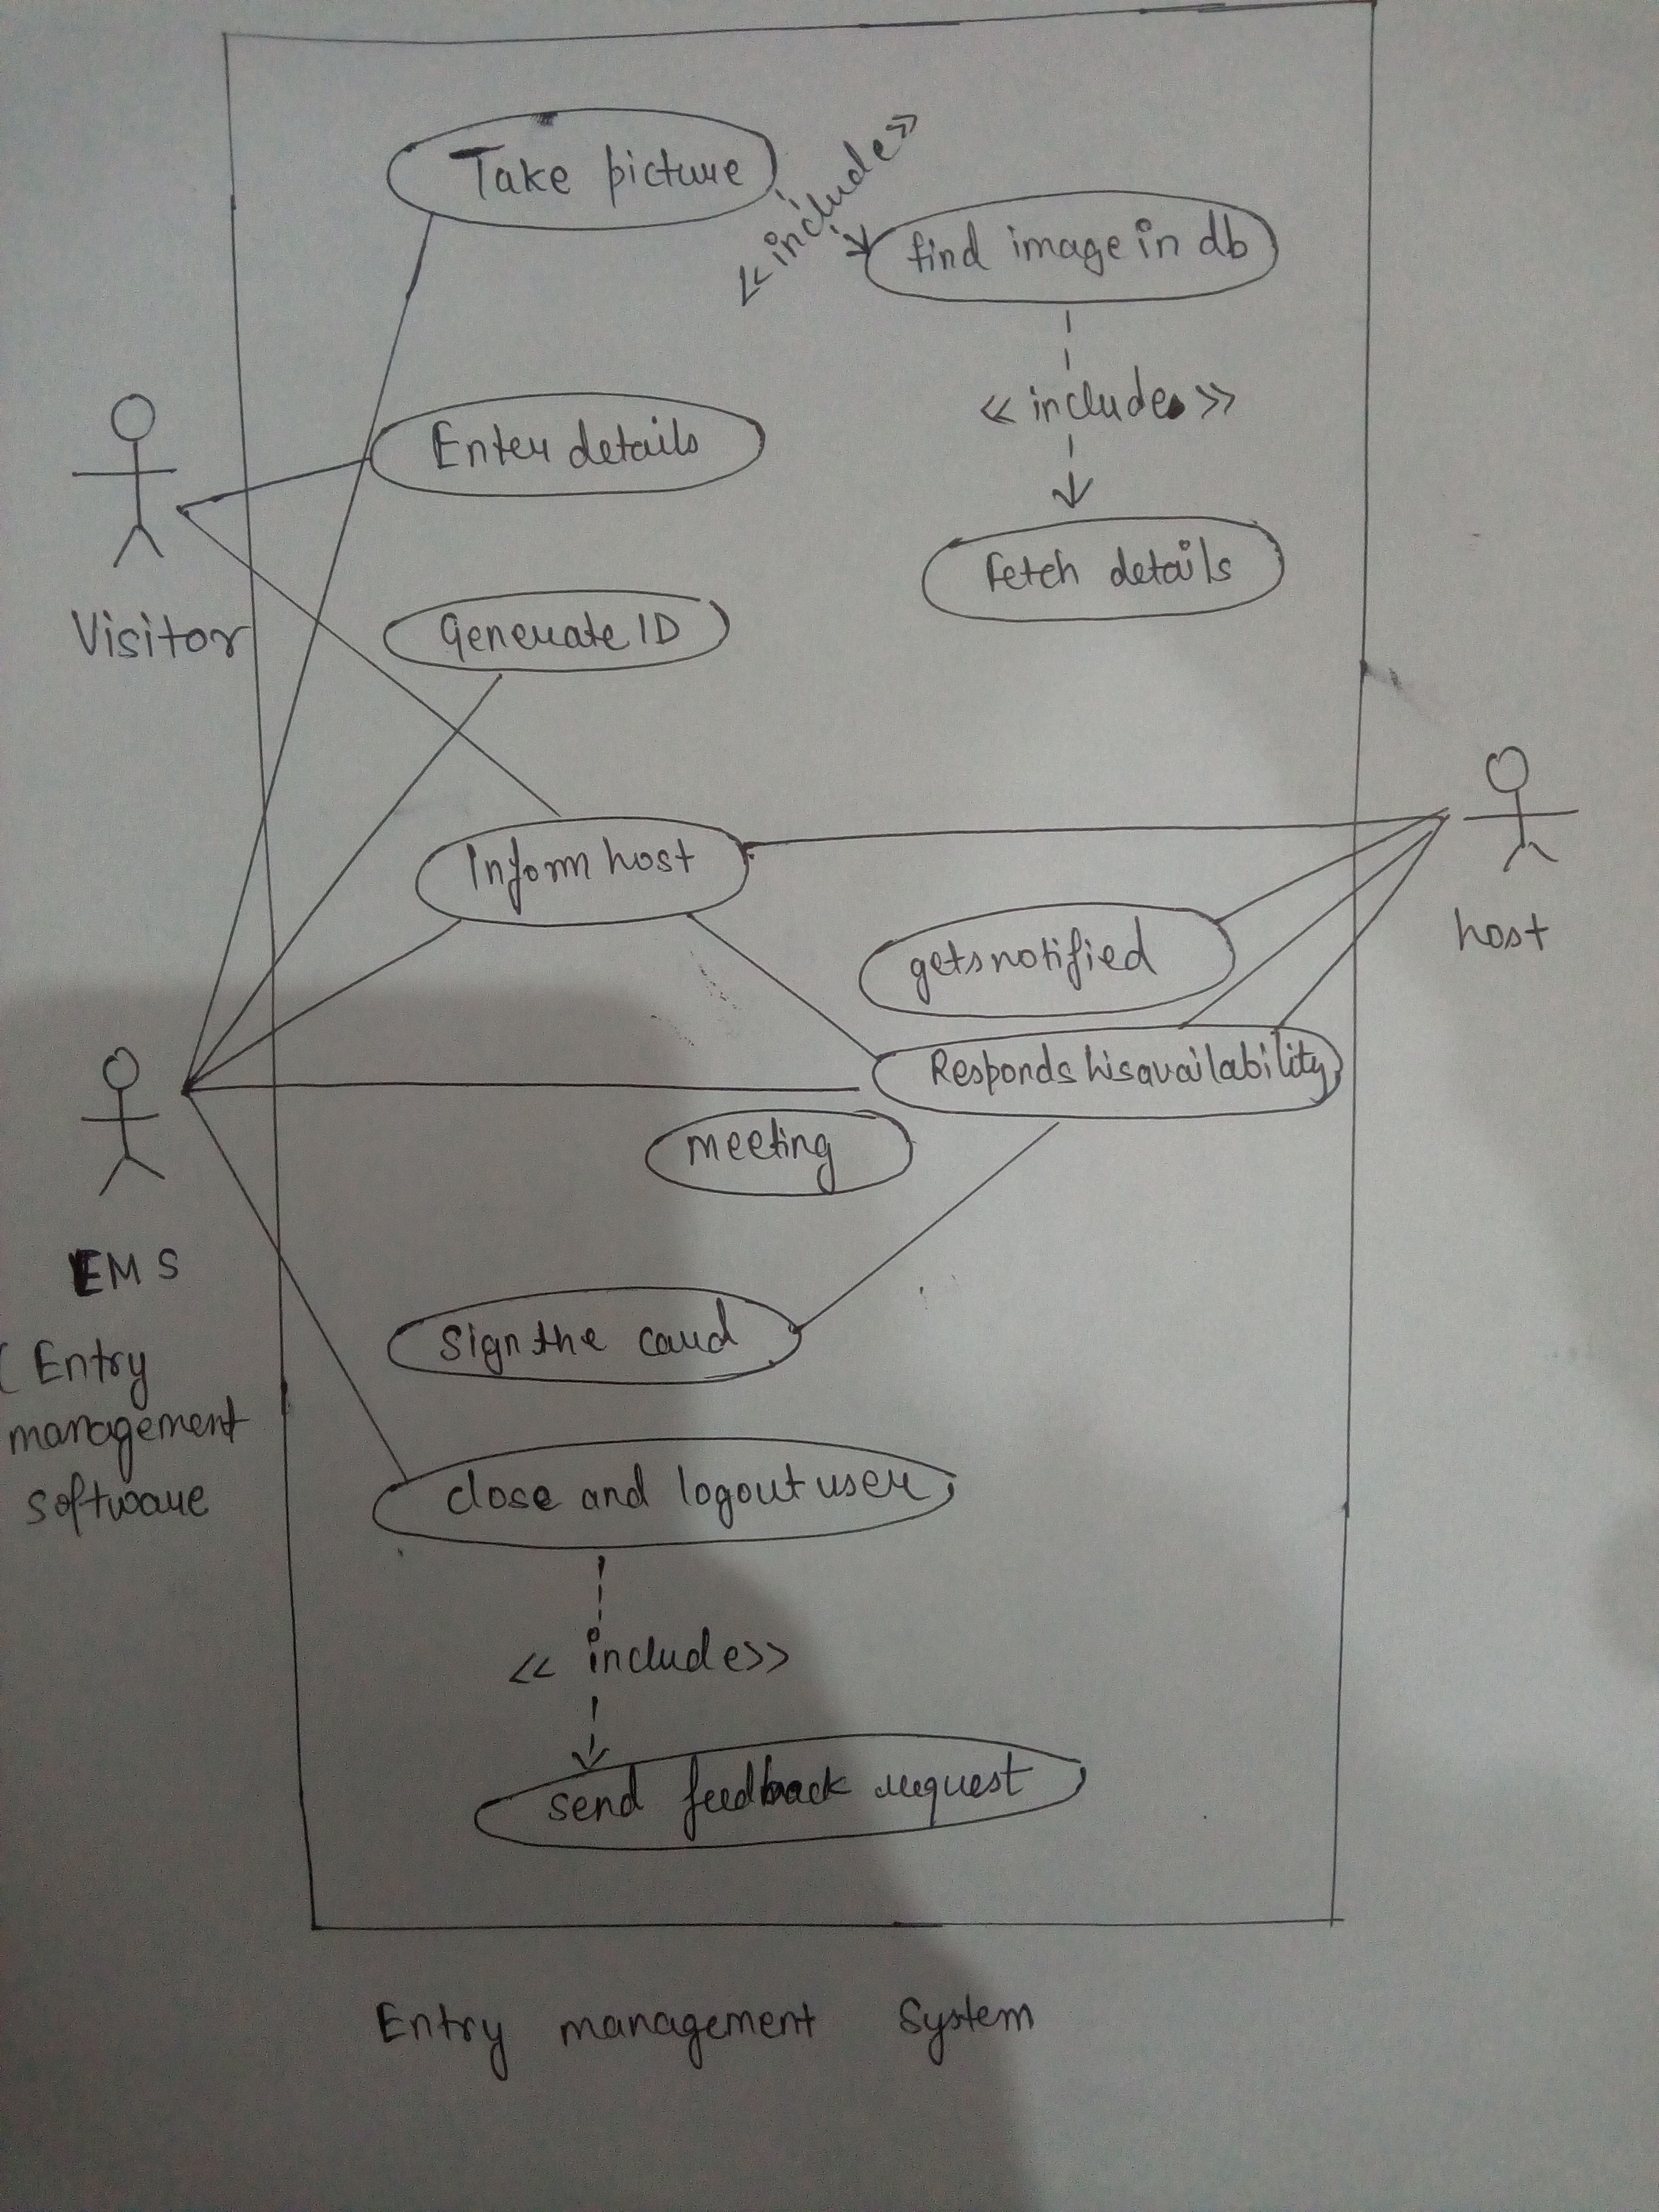 Take picture
<<include>>
find image in db
<<include>>
Enter details
Fetch details
Visitor
Generate ID
Inform host
host
gets notified
Responds his availability
meeting
EMS
(Entry
management
software
Sign the card
close and logout user
<<include>>
send feedback request
Entry management System